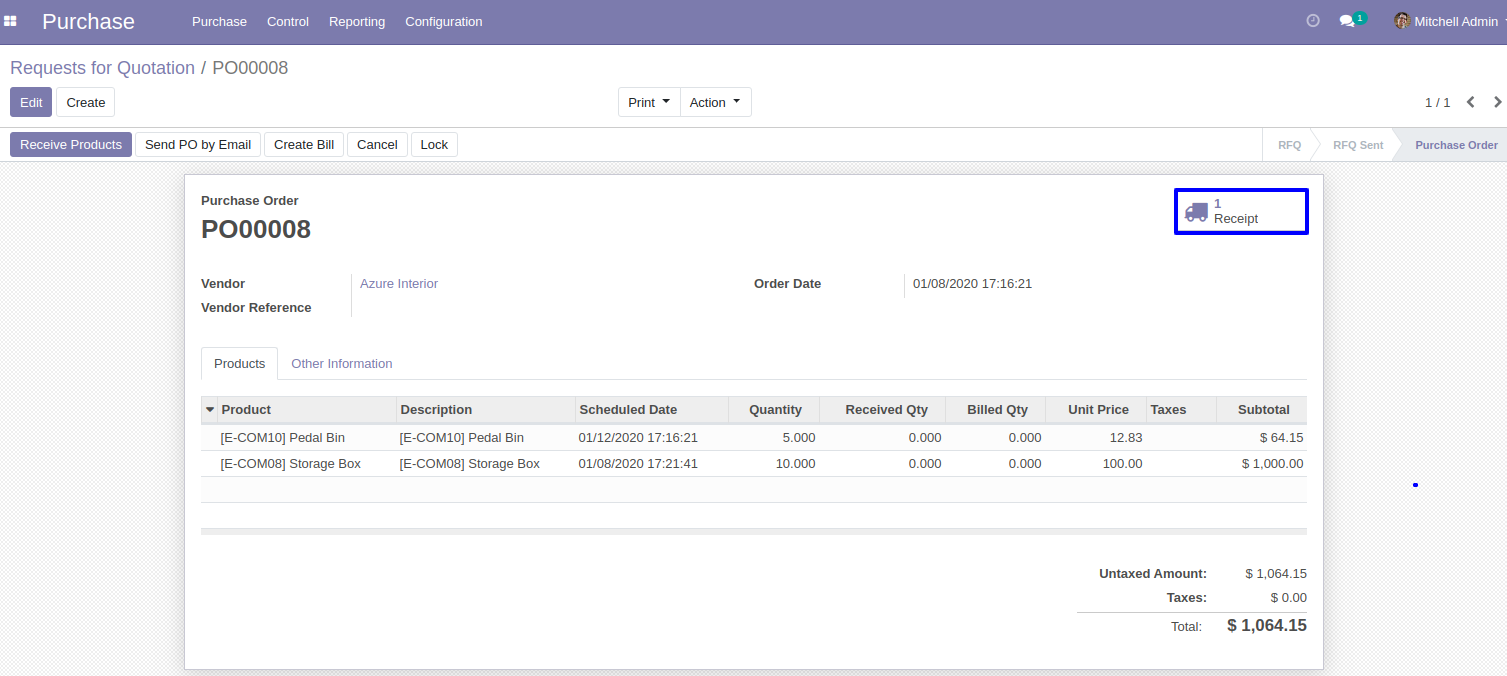 Purchase Purchase Control Reporting Configuration 1 Mitchell Admin
Requests for Quotation / PO00008
Edit Create Print Action 1 / 1
Receive Products Send PO by Email Create Bill Cancel Lock RFQ RFQ Sent Purchase Order
Purchase Order
PO00008
1
Receipt
Vendor Azure Interior Order Date 01/08/2020 17:16:21
Vendor Reference
Products Other Information
Product Description Scheduled Date Quantity Received Qty Billed Qty Unit Price Taxes Subtotal
[E-COM10] Pedal Bin [E-COM10] Pedal Bin 01/12/2020 17:16:21 5.000 0.000 0.000 12.83 $ 64.15
[E-COM08] Storage Box [E-COM08] Storage Box 01/08/2020 17:21:41 10.000 0.000 0.000 100.00 $ 1,000.00
Untaxed Amount: $ 1,064.15
Taxes: $ 0.00
Total: $ 1,064.15